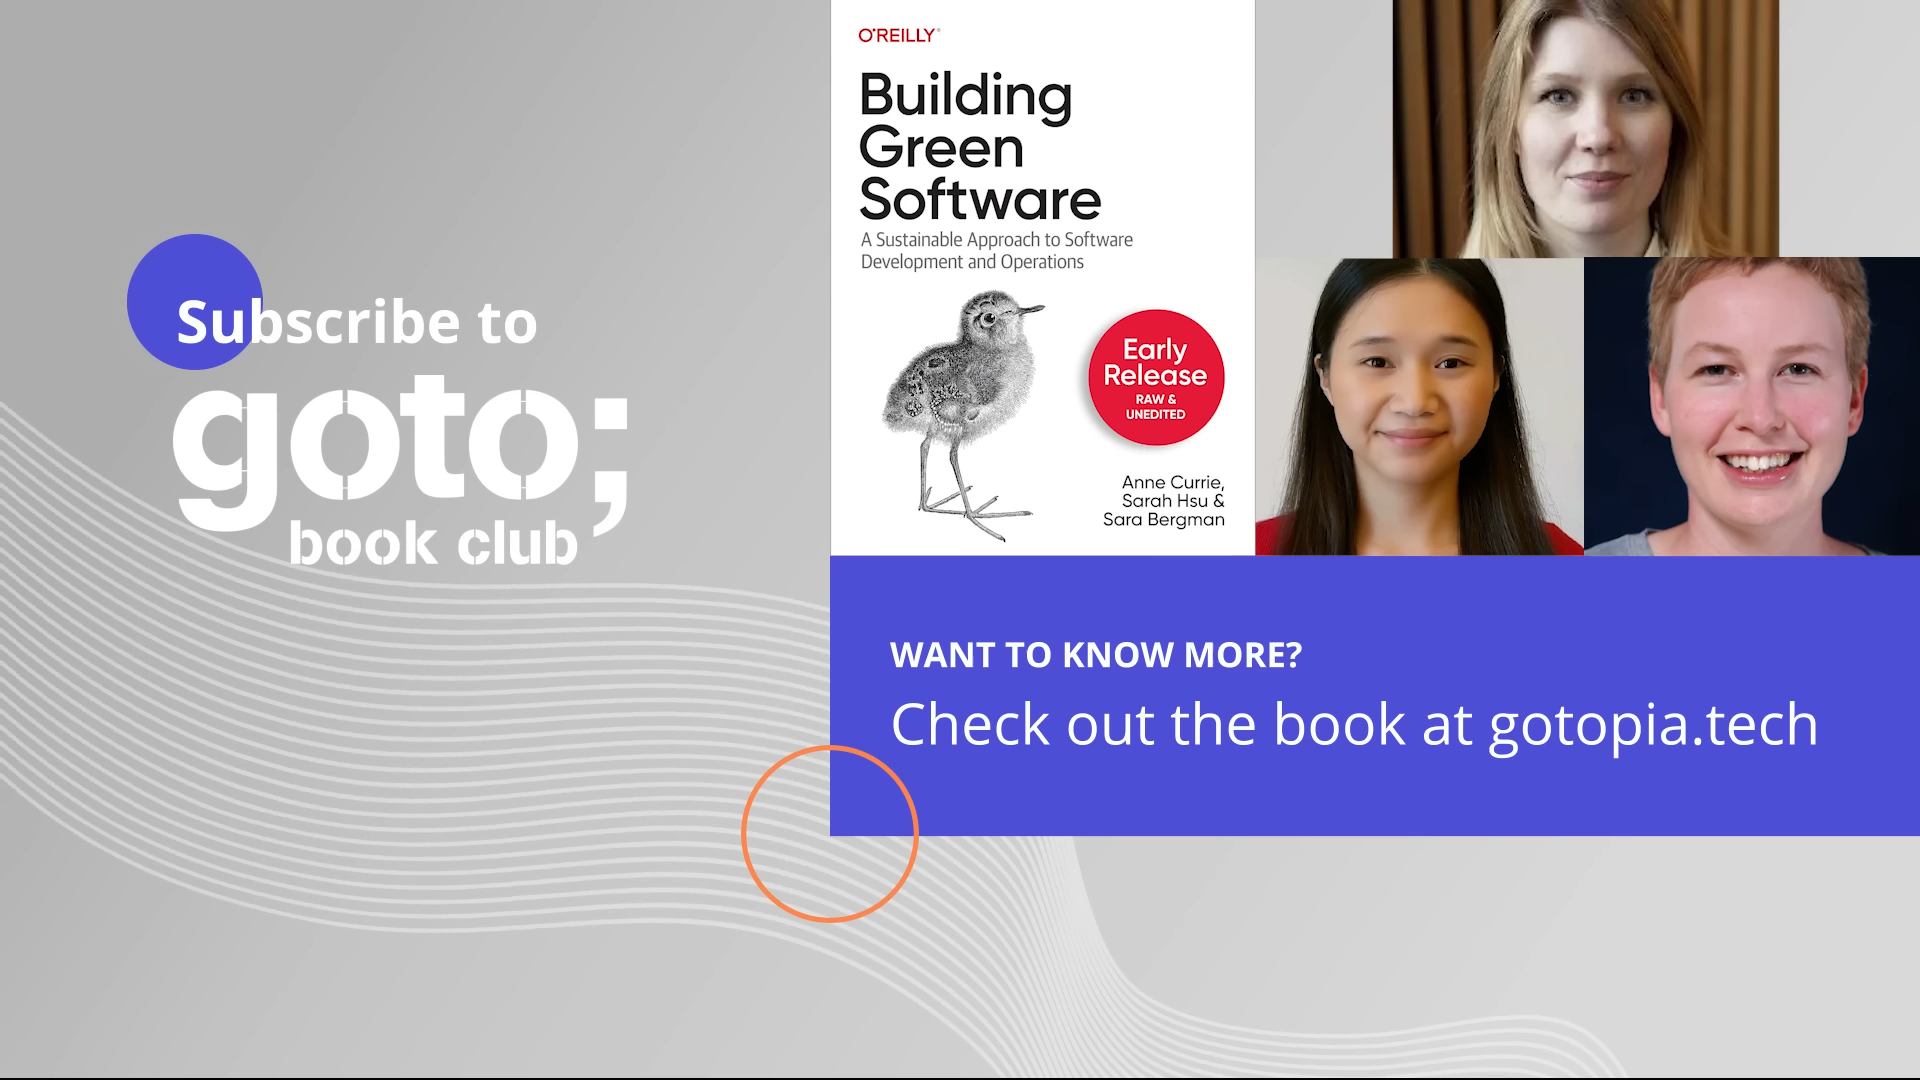 Subscribe to
goto;
book club
O'REILLY®
Building
Green
Software
A Sustainable Approach to Software
Development and Operations
Early
Release
RAW &
UNEDITED
Anne Currie,
Sarah Hsu &
Sara Bergman
WANT TO KNOW MORE?
Check out the book at gotopia.tech